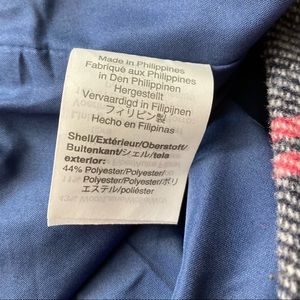 Made in Philippines
Fabriqué aux Philippines
In Den Philippinen
Hergestellt
Vervaardigd in Filipijnen
フィリピン製
Hecho en Filipinas
Shell/Extérieur/Oberstoff/
Buitenkant/シェル/tela
exterior:
44% Polyester/Polyester/
Polyester/Polyester/ポリ
エステル/poliéster